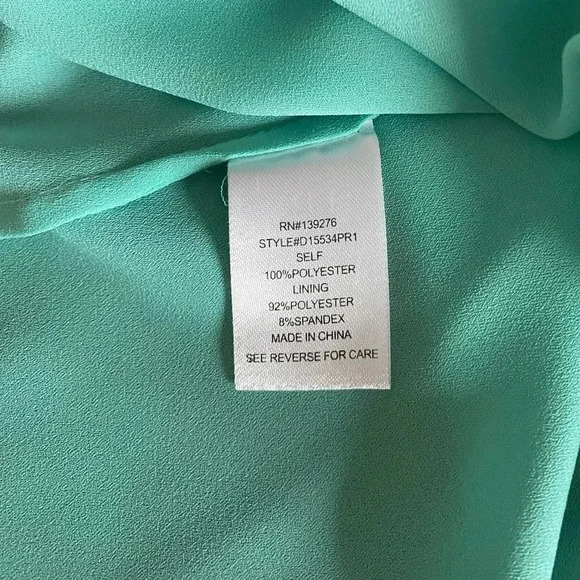 RN#139276
STYLE#D15534PR1
SELF
100%POLYESTER
LINING
92%POLYESTER
8%SPANDEX
MADE IN CHINA
SEE REVERSE FOR CARE